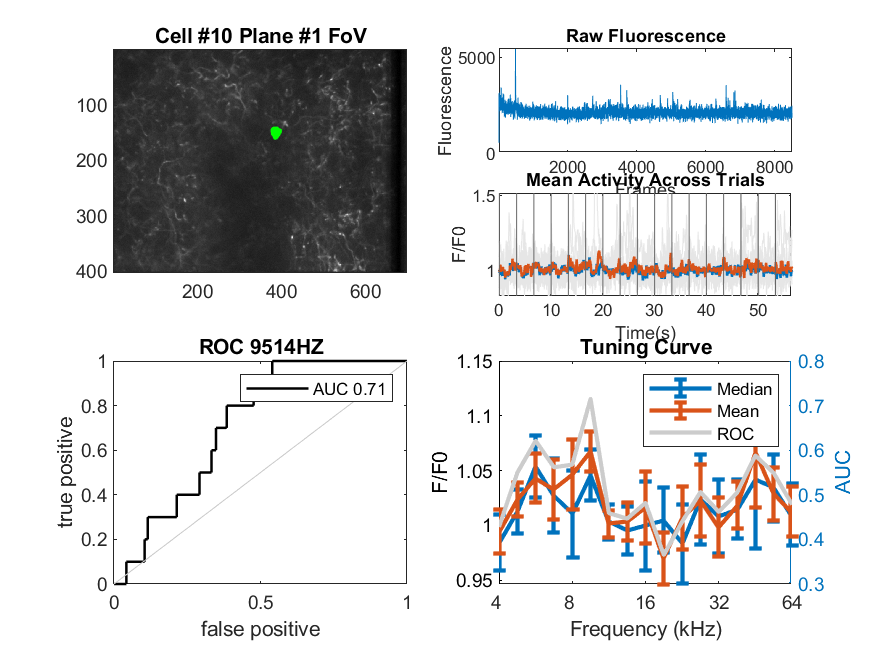 Cell #10 Plane #1 FoV
100
200
300
400
200
400
600
Raw Fluorescence
Fluorescence
5000
0
2000
4000
6000
8000
Frames
Mean Activity Across Trials
F/F0
1.5
1
0
10
20
30
40
50
Time(s)
ROC 9514HZ
true positive
1
0.8
0.6
0.4
0.2
0
AUC 0.71
0
0.5
1
false positive
Tuning Curve
F/F0
1.15
1.1
1.05
1
0.95
Median
Mean
ROC
0.8
0.7
0.6
0.5
0.4
0.3
AUC
4
8
16
32
64
Frequency (kHz)